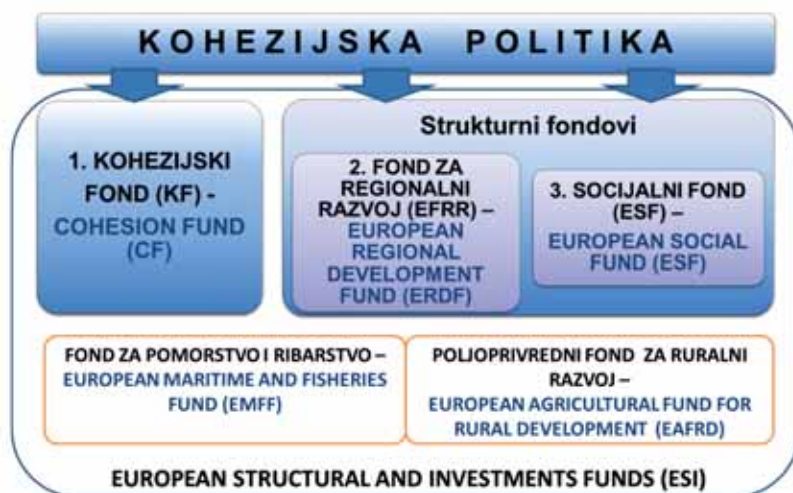 KOHEZIJSKA POLITIKA
1. KOHEZIJSKI
FOND (KF) -
COHESION FUND
(CF)
Strukturni fondovi
2. FOND ZA
REGIONALNI
RAZVOJ (EFRR) –
EUROPEAN
REGIONAL
DEVELOPMENT
FUND (ERDF)
3. SOCIJALNI FOND
(ESF) –
EUROPEAN SOCIAL
FUND (ESF)
FOND ZA POMORSTVO I RIBARSTVO –
EUROPEAN MARITIME AND FISHERIES
FUND (EMFF)
POLJOPRIVREDNI FOND ZA RURALNI
RAZVOJ –
EUROPEAN AGRICULTURAL FUND FOR
RURAL DEVELOPMENT (EAFRD)
EUROPEAN STRUCTURAL AND INVESTMENTS FUNDS (ESI)